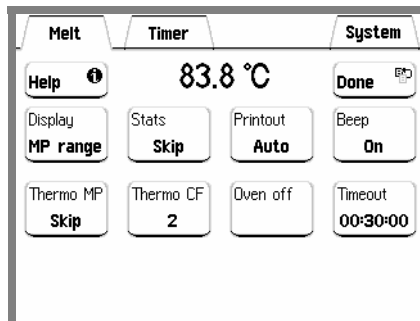 Melt Timer System
Help 83.8 °C Done
Display Stats Printout Beep
MP range Skip Auto On
Thermo MP Thermo CF Oven off Timeout
Skip 2 00:30:00